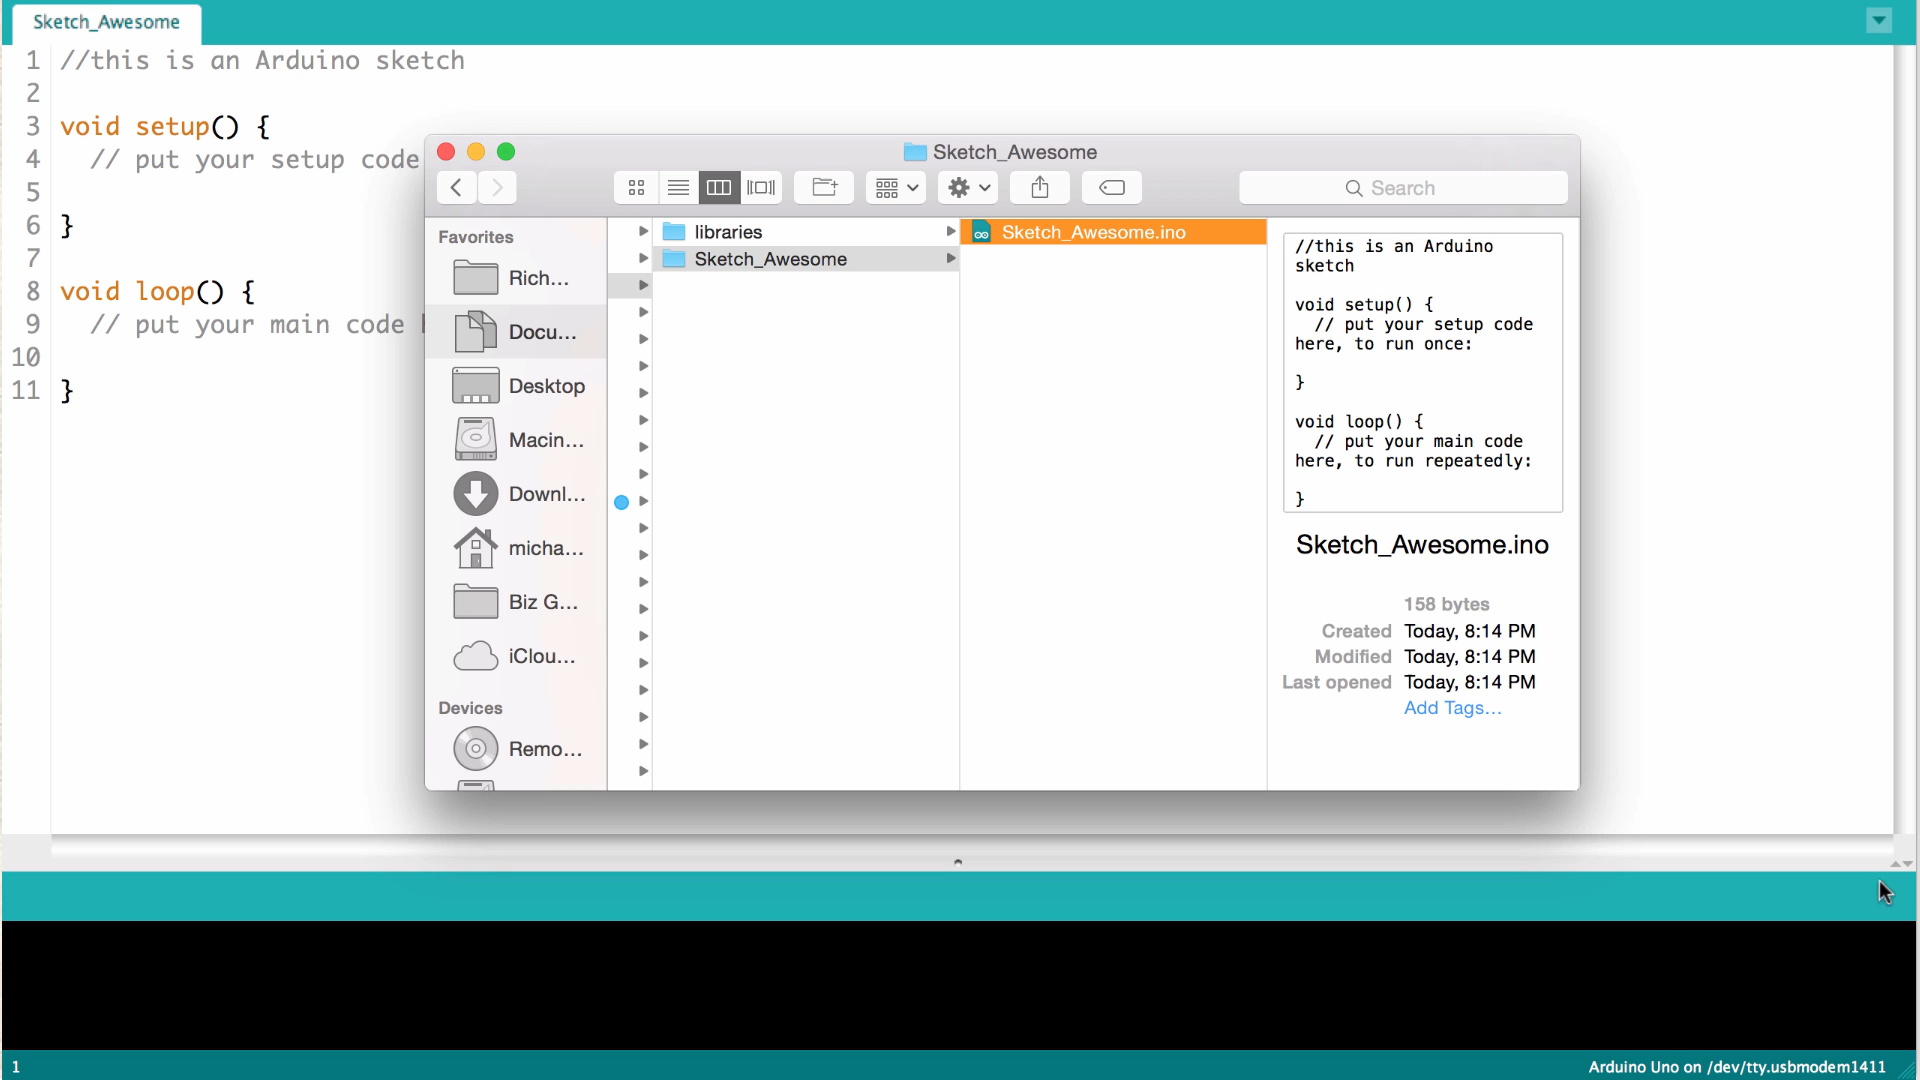 Sketch_Awesome
1 //this is an Arduino sketch
2
3 void setup() {
4 // put your setup code
5
6 }
7
8 void loop() {
9 // put your main code
10
11 }
Sketch_Awesome
Search
Favorites
Rich...
Docu...
Desktop
Macin...
Downl...
micha...
Biz G...
iClou...
Devices
Remo...
libraries
Sketch_Awesome
Sketch_Awesome.ino
//this is an Arduino
sketch
void setup() {
// put your setup code
here, to run once:
}
void loop() {
// put your main code
here, to run repeatedly:
}
Sketch_Awesome.ino
158 bytes
Created Today, 8:14 PM
Modified Today, 8:14 PM
Last opened Today, 8:14 PM
Add Tags...
1
Arduino Uno on /dev/tty.usbmodem1411